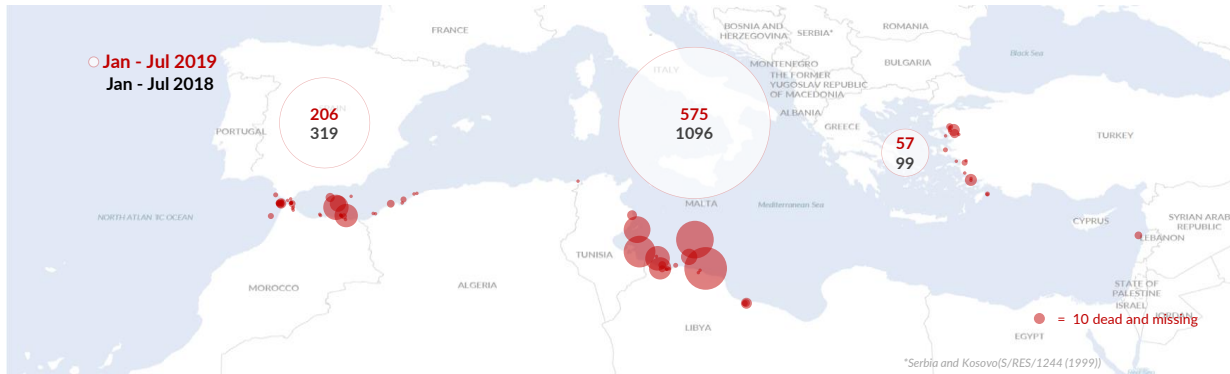 FRANCE
BOSNIA AND
HERZEGOVINA
SERBIA*
ROMANIA
Black Sea
Jan - Jul 2019
Jan - Jul 2018
ITALY
MONTENEGRO
THE FORMER
YUGOSLAV REPUBLIC
OF MACEDONIA
BULGARIA
206
319
575
1096
ALBANIA
GREECE
PORTUGAL
57
99
TURKEY
NORTH ATLANTIC OCEAN
MALTA
Mediterranean Sea
CYPRUS
SYRIAN ARAB
REPUBLIC
LEBANON
TUNISIA
MOROCCO
ALGERIA
STATE OF
PALESTINE
ISRAEL
JORDAN
= 10 dead and missing
LIBYA
EGYPT
*Serbia and Kosovo(S/RES/1244 (1999))